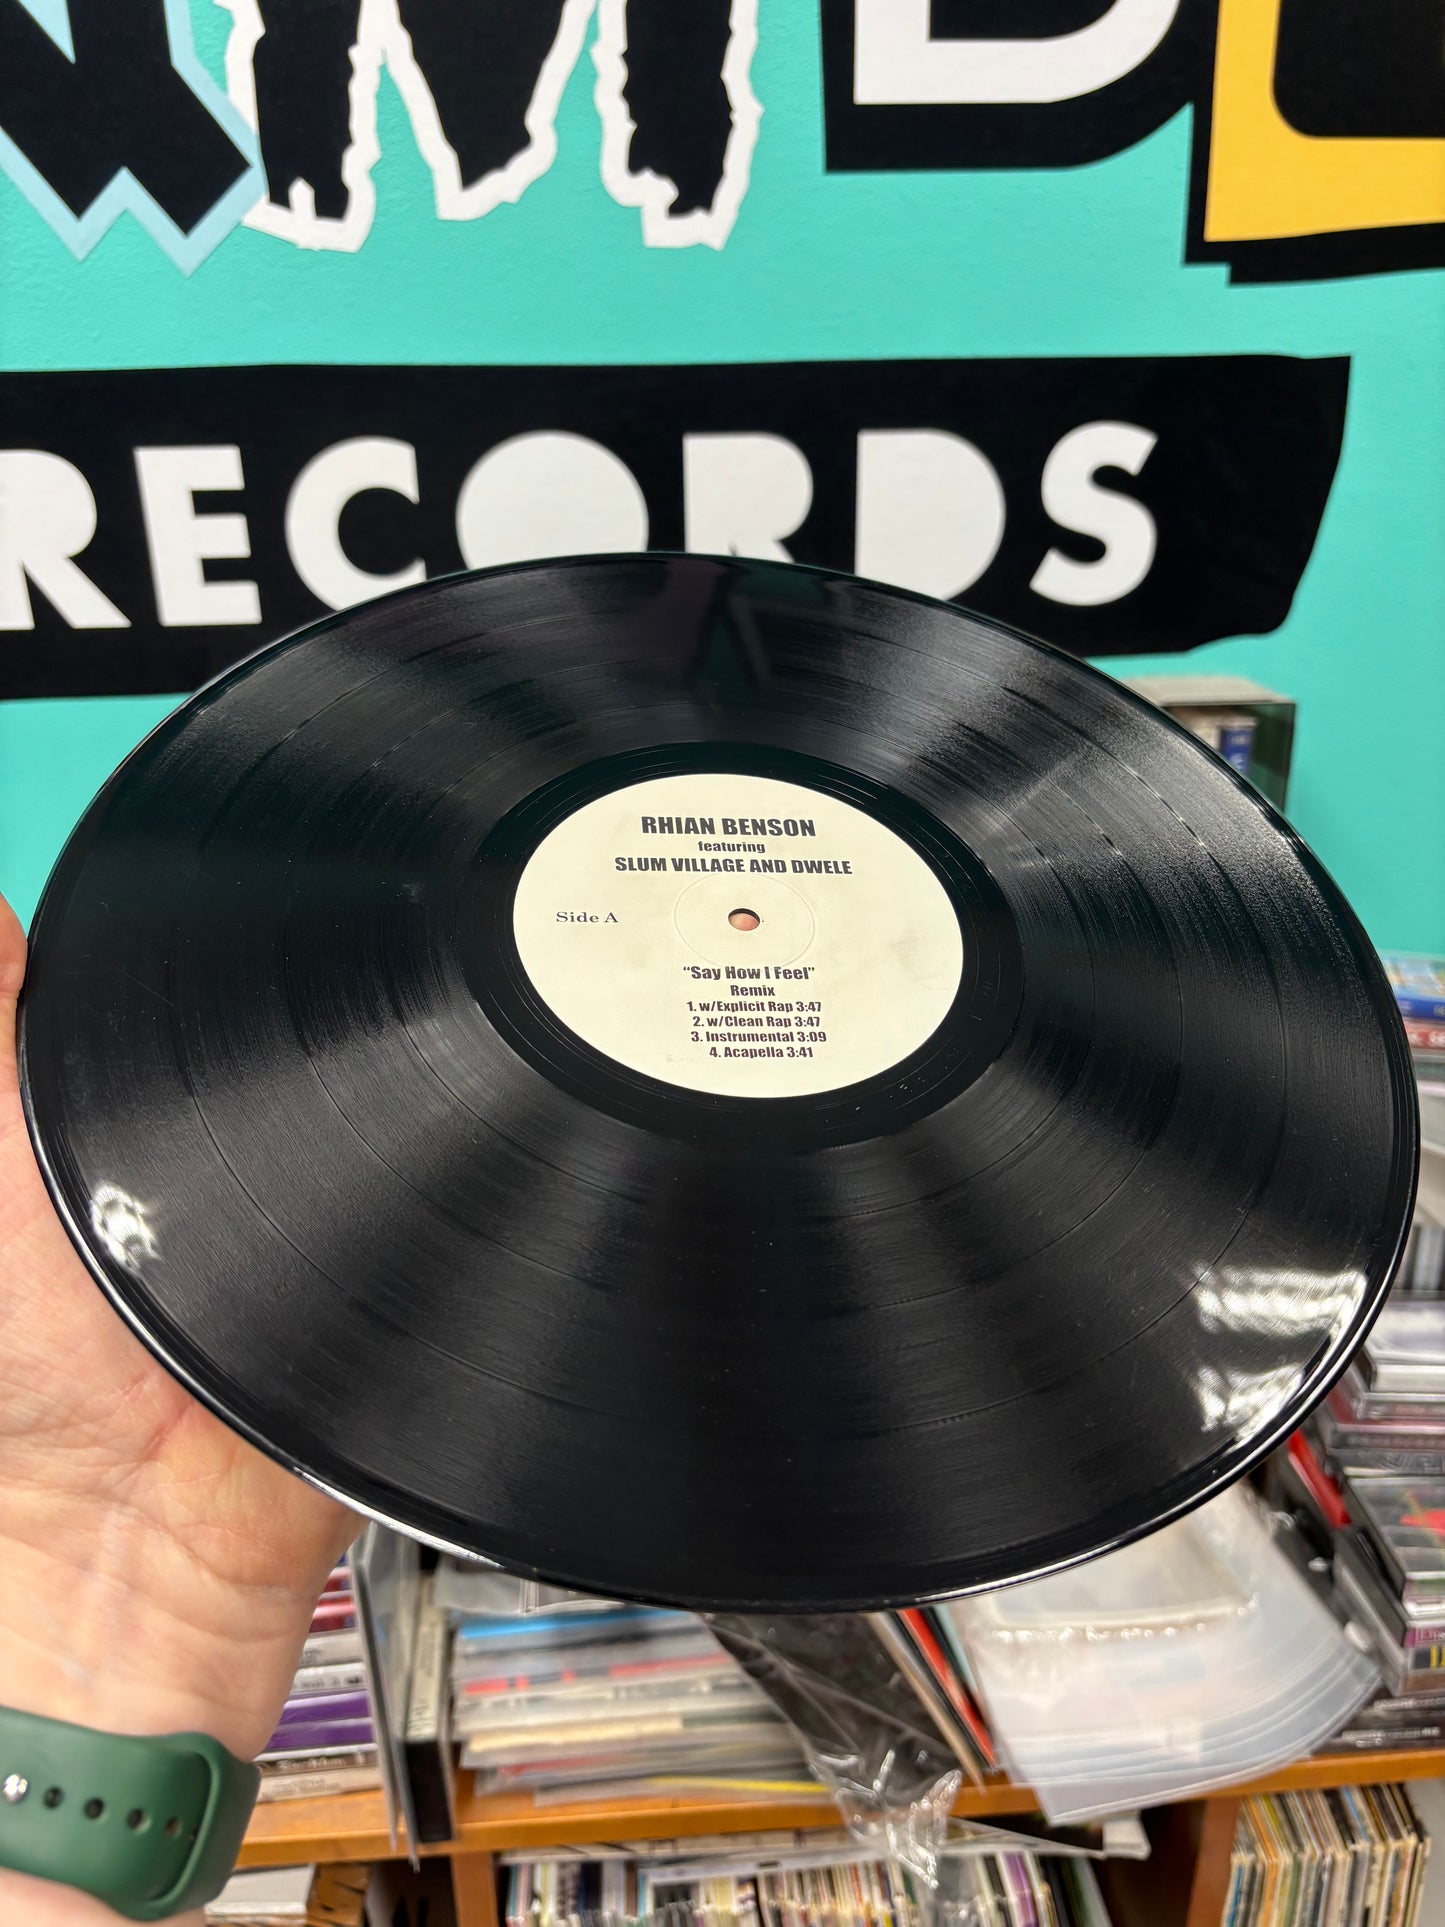 RECORDS
RHIAN BENSON
featuring
SLUM VILLAGE AND DWELE
Side A
“Say How I Feel”
Remix
1. w/Explicit Rap 3:47
2. w/Clean Rap 3:47
3. Instrumental 3:09
4. Acapella 3:41